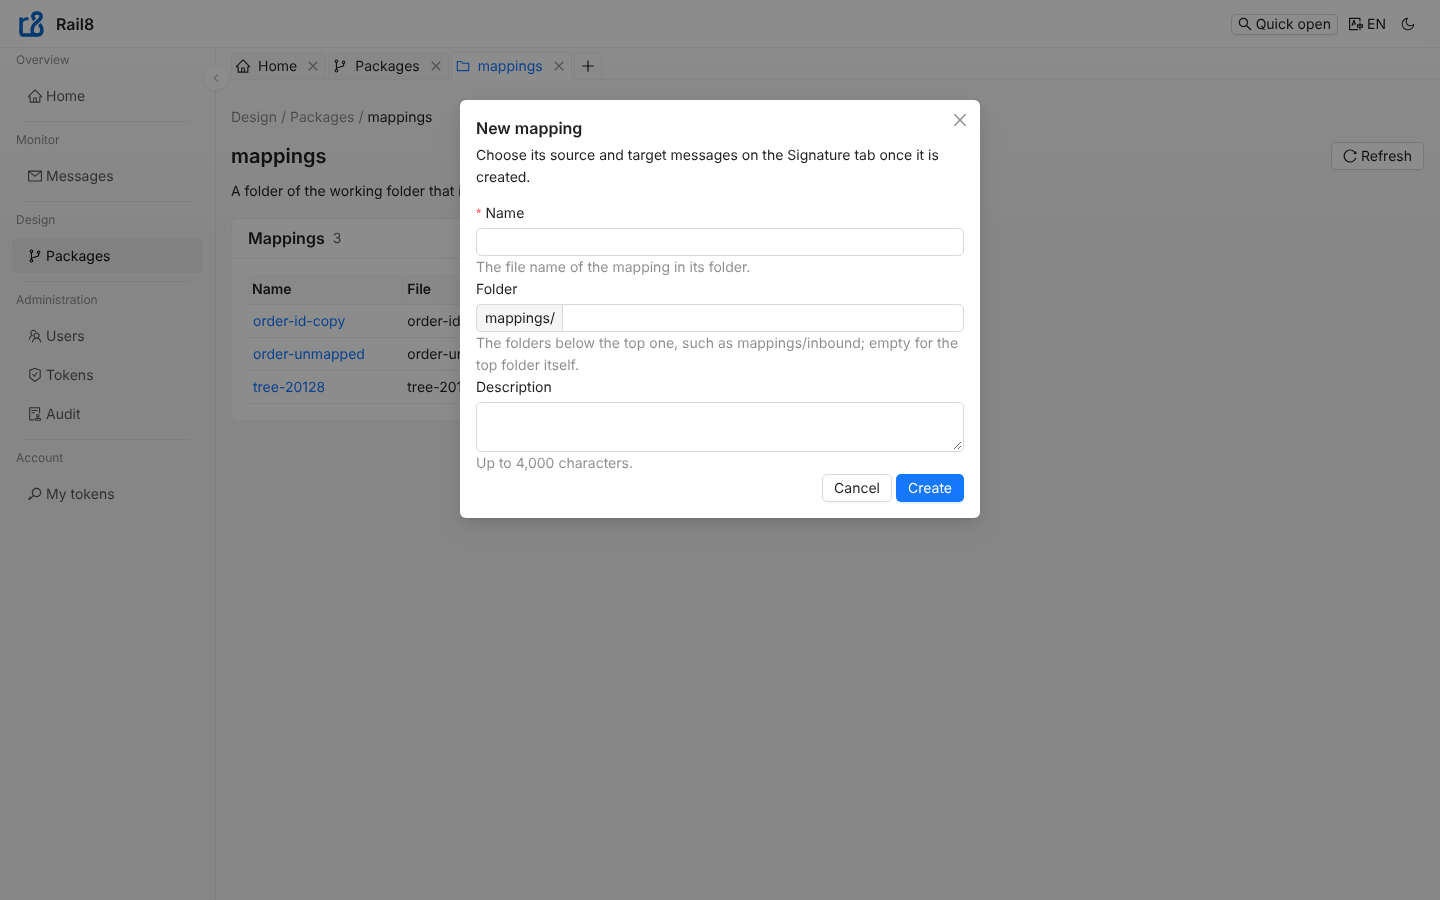 r8 Rail8
Quick open
EN
Overview
Home
Monitor
Messages
Design
Packages
Administration
Users
Tokens
Audit
Account
My tokens
Home
Packages
mappings
Design / Packages / mappings
mappings
Refresh
A folder of the working folder that
Mappings 3
Name File
order-id-copy order-id
order-unmapped
tree-20128 tree-201
New mapping
Choose its source and target messages on the Signature tab once it is
created.
* Name
The file name of the mapping in its folder.
Folder
mappings/
The folders below the top one, such as mappings/inbound; empty for the
top folder itself.
Description
Up to 4,000 characters.
Cancel
Create